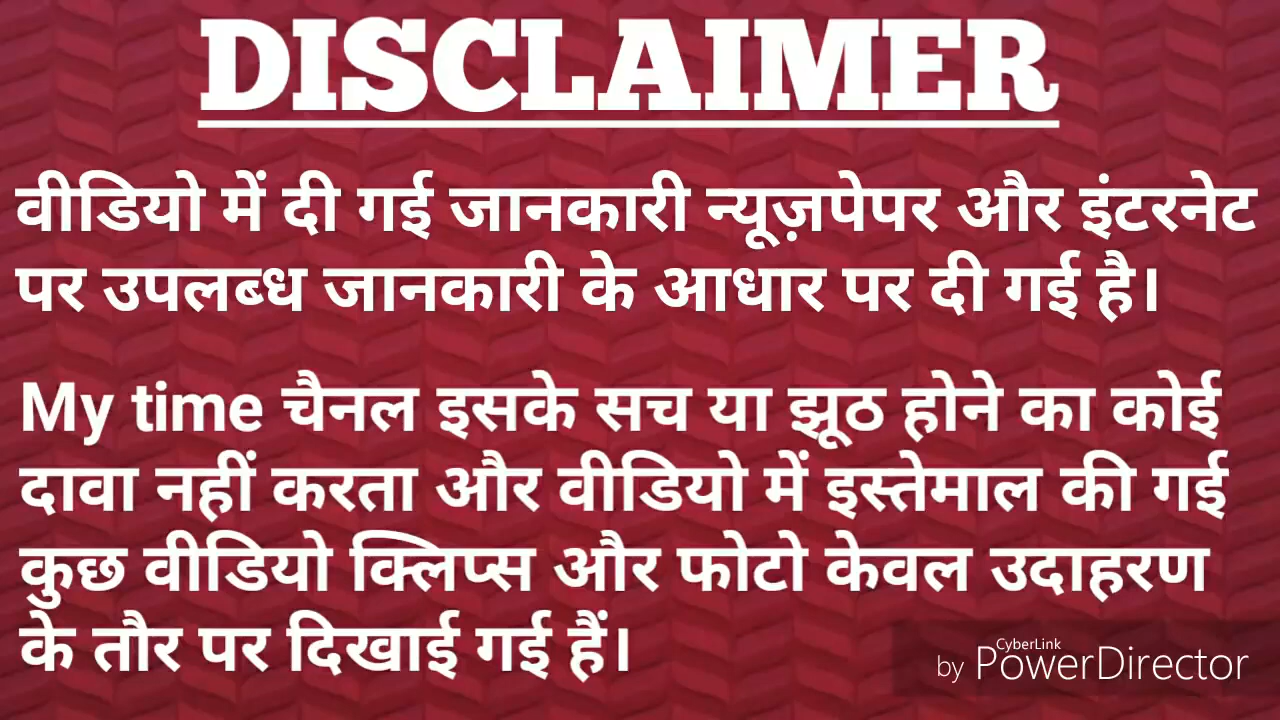 DISCLAIMER
वीडियो में दी गई जानकारी न्यूज़पेपर और इंटरनेट
पर उपलब्ध जानकारी के आधार पर दी गई है।
My time चैनल इसके सच या झूठ होने का कोई
दावा नहीं करता और वीडियो में इस्तेमाल की गई
कुछ वीडियो क्लिप्स और फोटो केवल उदाहरण
के तौर पर दिखाई गई हैं।
CyberLink
by PowerDirector